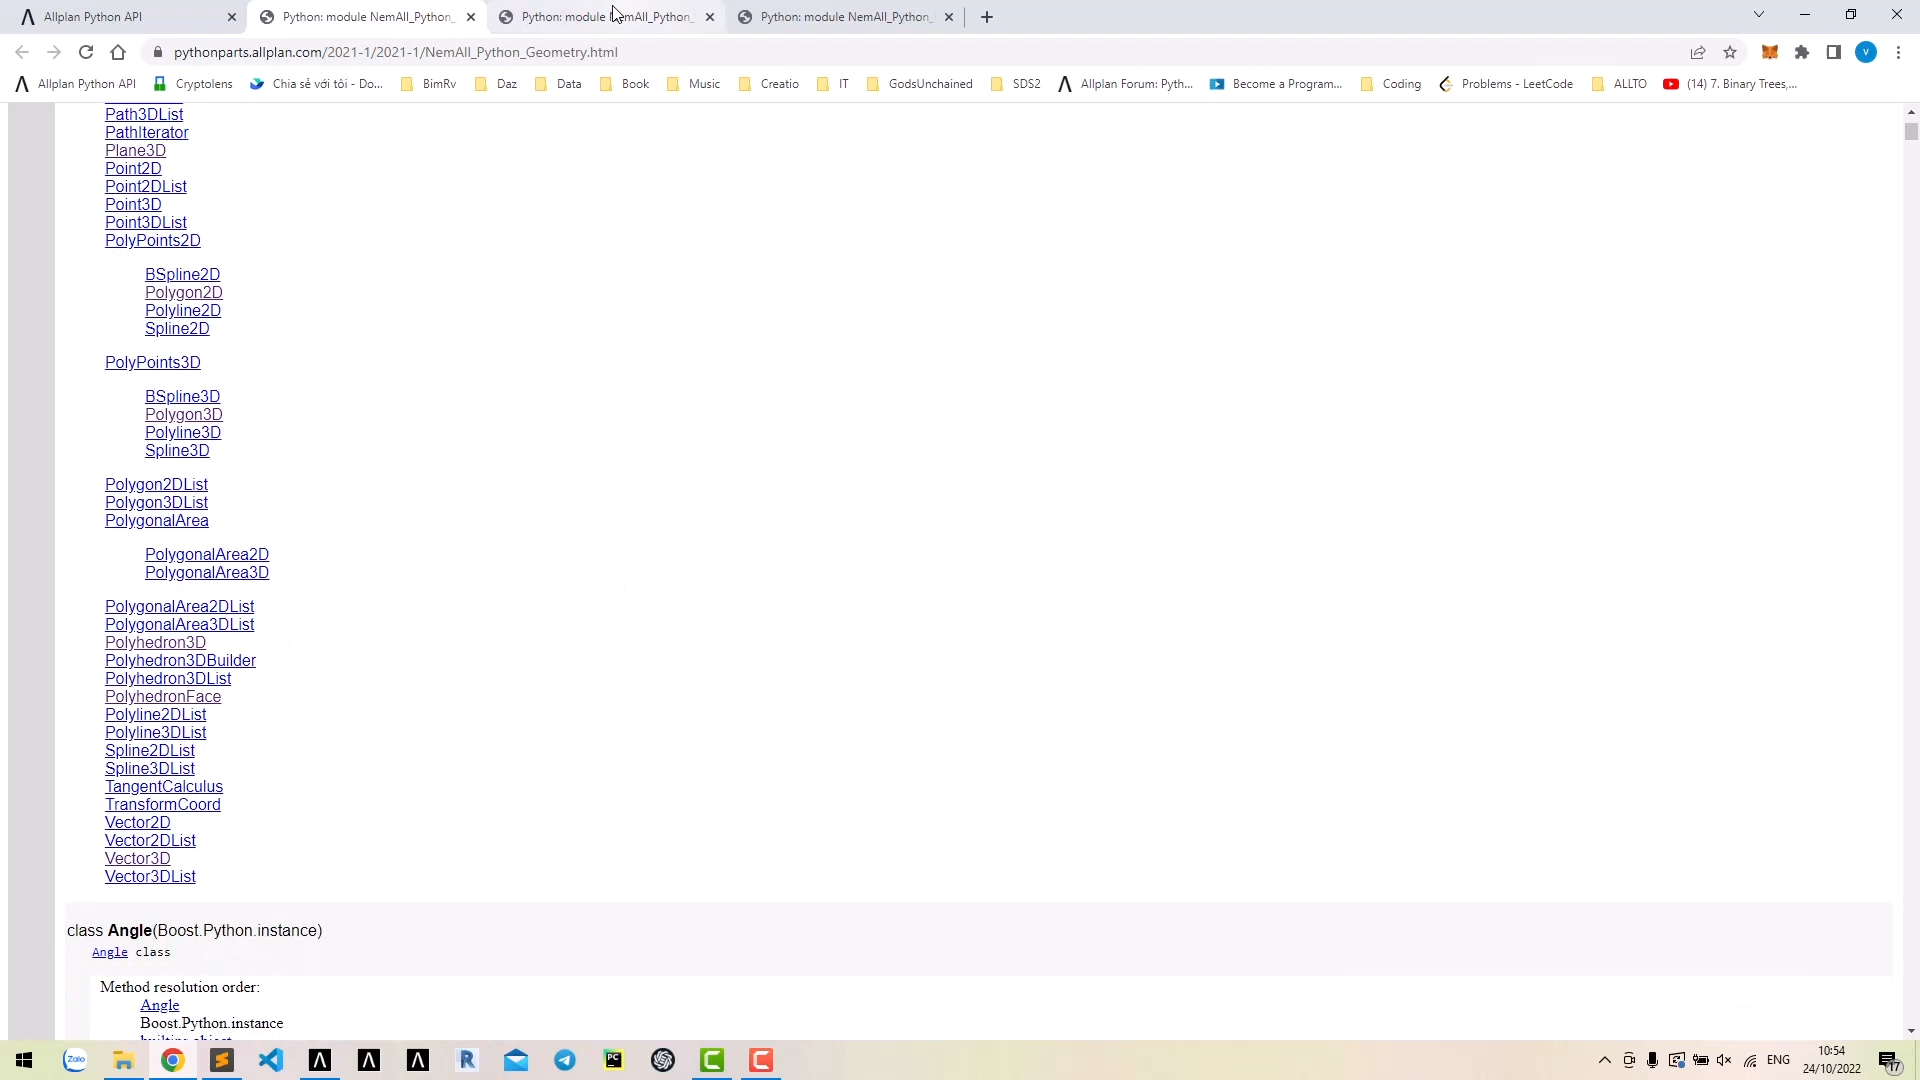 Allplan Python API
Python: module NemAll_Python_
Python: module NemAll_Python_
Python: module NemAll_Python_
pythonparts.allplan.com/2021-1/2021-1/NemAll_Python_Geometry.html
V
Allplan Python API
Cryptolens
Chia sẻ với tôi - Do...
BimRv
Daz
Data
Book
Music
Creatio
IT
GodsUnchained
SDS2
Allplan Forum: Pyth...
Become a Program...
Coding
Problems - LeetCode
ALLTO
(14) 7. Binary Trees,...
Path3DList
PathIterator
Plane3D
Point2D
Point2DList
Point3D
Point3DList
PolyPoints2D
BSpline2D
Polygon2D
Polyline2D
Spline2D
PolyPoints3D
BSpline3D
Polygon3D
Polyline3D
Spline3D
Polygon2DList
Polygon3DList
PolygonalArea
PolygonalArea2D
PolygonalArea3D
PolygonalArea2DList
PolygonalArea3DList
Polyhedron3D
Polyhedron3DBuilder
Polyhedron3DList
PolyhedronFace
Polyline2DList
Polyline3DList
Spline2DList
Spline3DList
TangentCalculus
TransformCoord
Vector2D
Vector2DList
Vector3D
Vector3DList
class Angle(Boost.Python.instance)
Angle class
Method resolution order:
Angle
Boost.Python.instance
builtins.object
Zalo
R
PC
ENG
10:54
24/10/2022
17